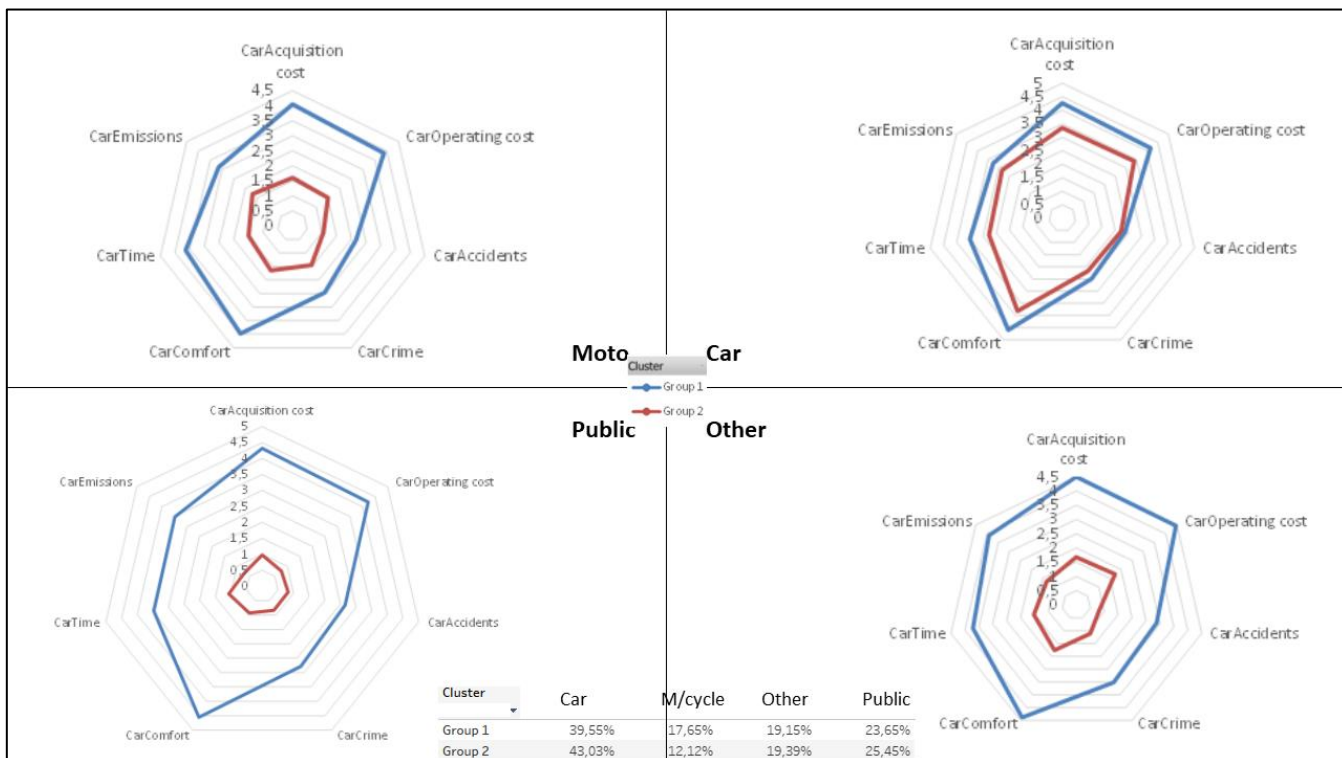 CarAcquisition
cost
4,5
4
3,5
3
2,5
2
1,5
1
0,5
0
CarEmissions
CarOperating cost
CarTime
CarAccidents
CarComfort
CarCrime
Moto
CarAcquisition
cost
5
4,5
4
3,5
3
2,5
2
1,5
1
0,5
0
CarEmissions
CarOperating cost
CarTime
CarAccidents
CarComfort
CarCrime
Car
Cluster
Group 1
Group 2
Public
CarAcquisition cost
5
4,5
4
3,5
3
2,5
2
1,5
1
0,5
0
CarEmissions
CarOperating cost
CarTime
CarAccidents
CarComfort
CarCrime
Other
CarAcquisition
cost
4,5
4
3,5
3
2,5
2
1,5
1
0,5
0
CarEmissions
CarOperating cost
CarTime
CarAccidents
CarComfort
CarCrime
Cluster Car M/cycle Other Public
Group 1 39,55% 17,65% 19,15% 23,65%
Group 2 43,03% 12,12% 19,39% 25,45%